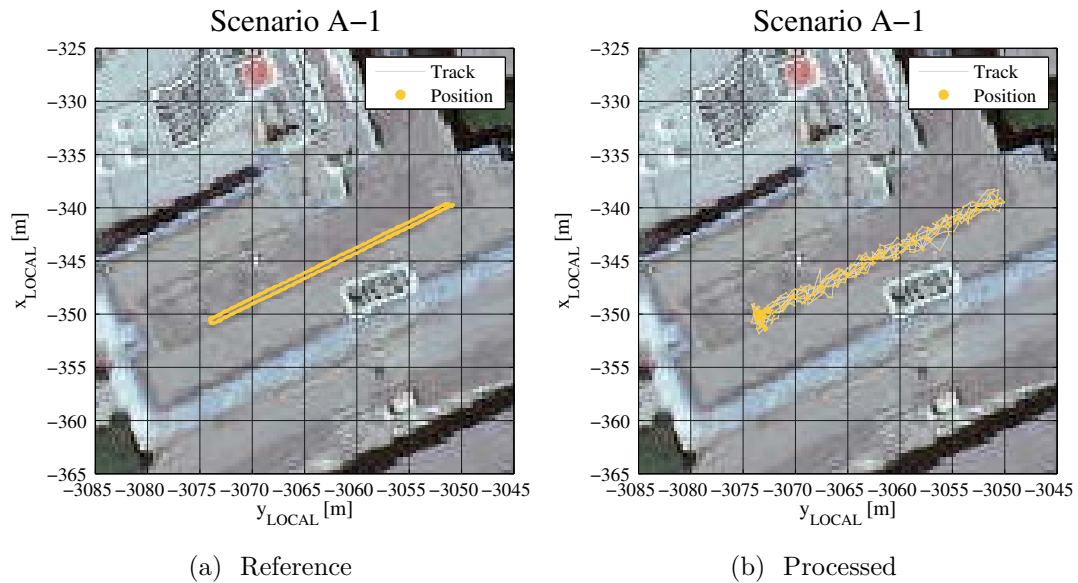 Scenario A−1
−325
−330
−335
−340
−345
−350
−355
−360
−365
x_LOCAL [m]
Track
Position
−3085 −3080 −3075 −3070 −3065 −3060 −3055 −3050 −3045
y_LOCAL [m]
(a) Reference
Scenario A−1
−325
−330
−335
−340
−345
−350
−355
−360
−365
x_LOCAL [m]
Track
Position
−3085 −3080 −3075 −3070 −3065 −3060 −3055 −3050 −3045
y_LOCAL [m]
(b) Processed